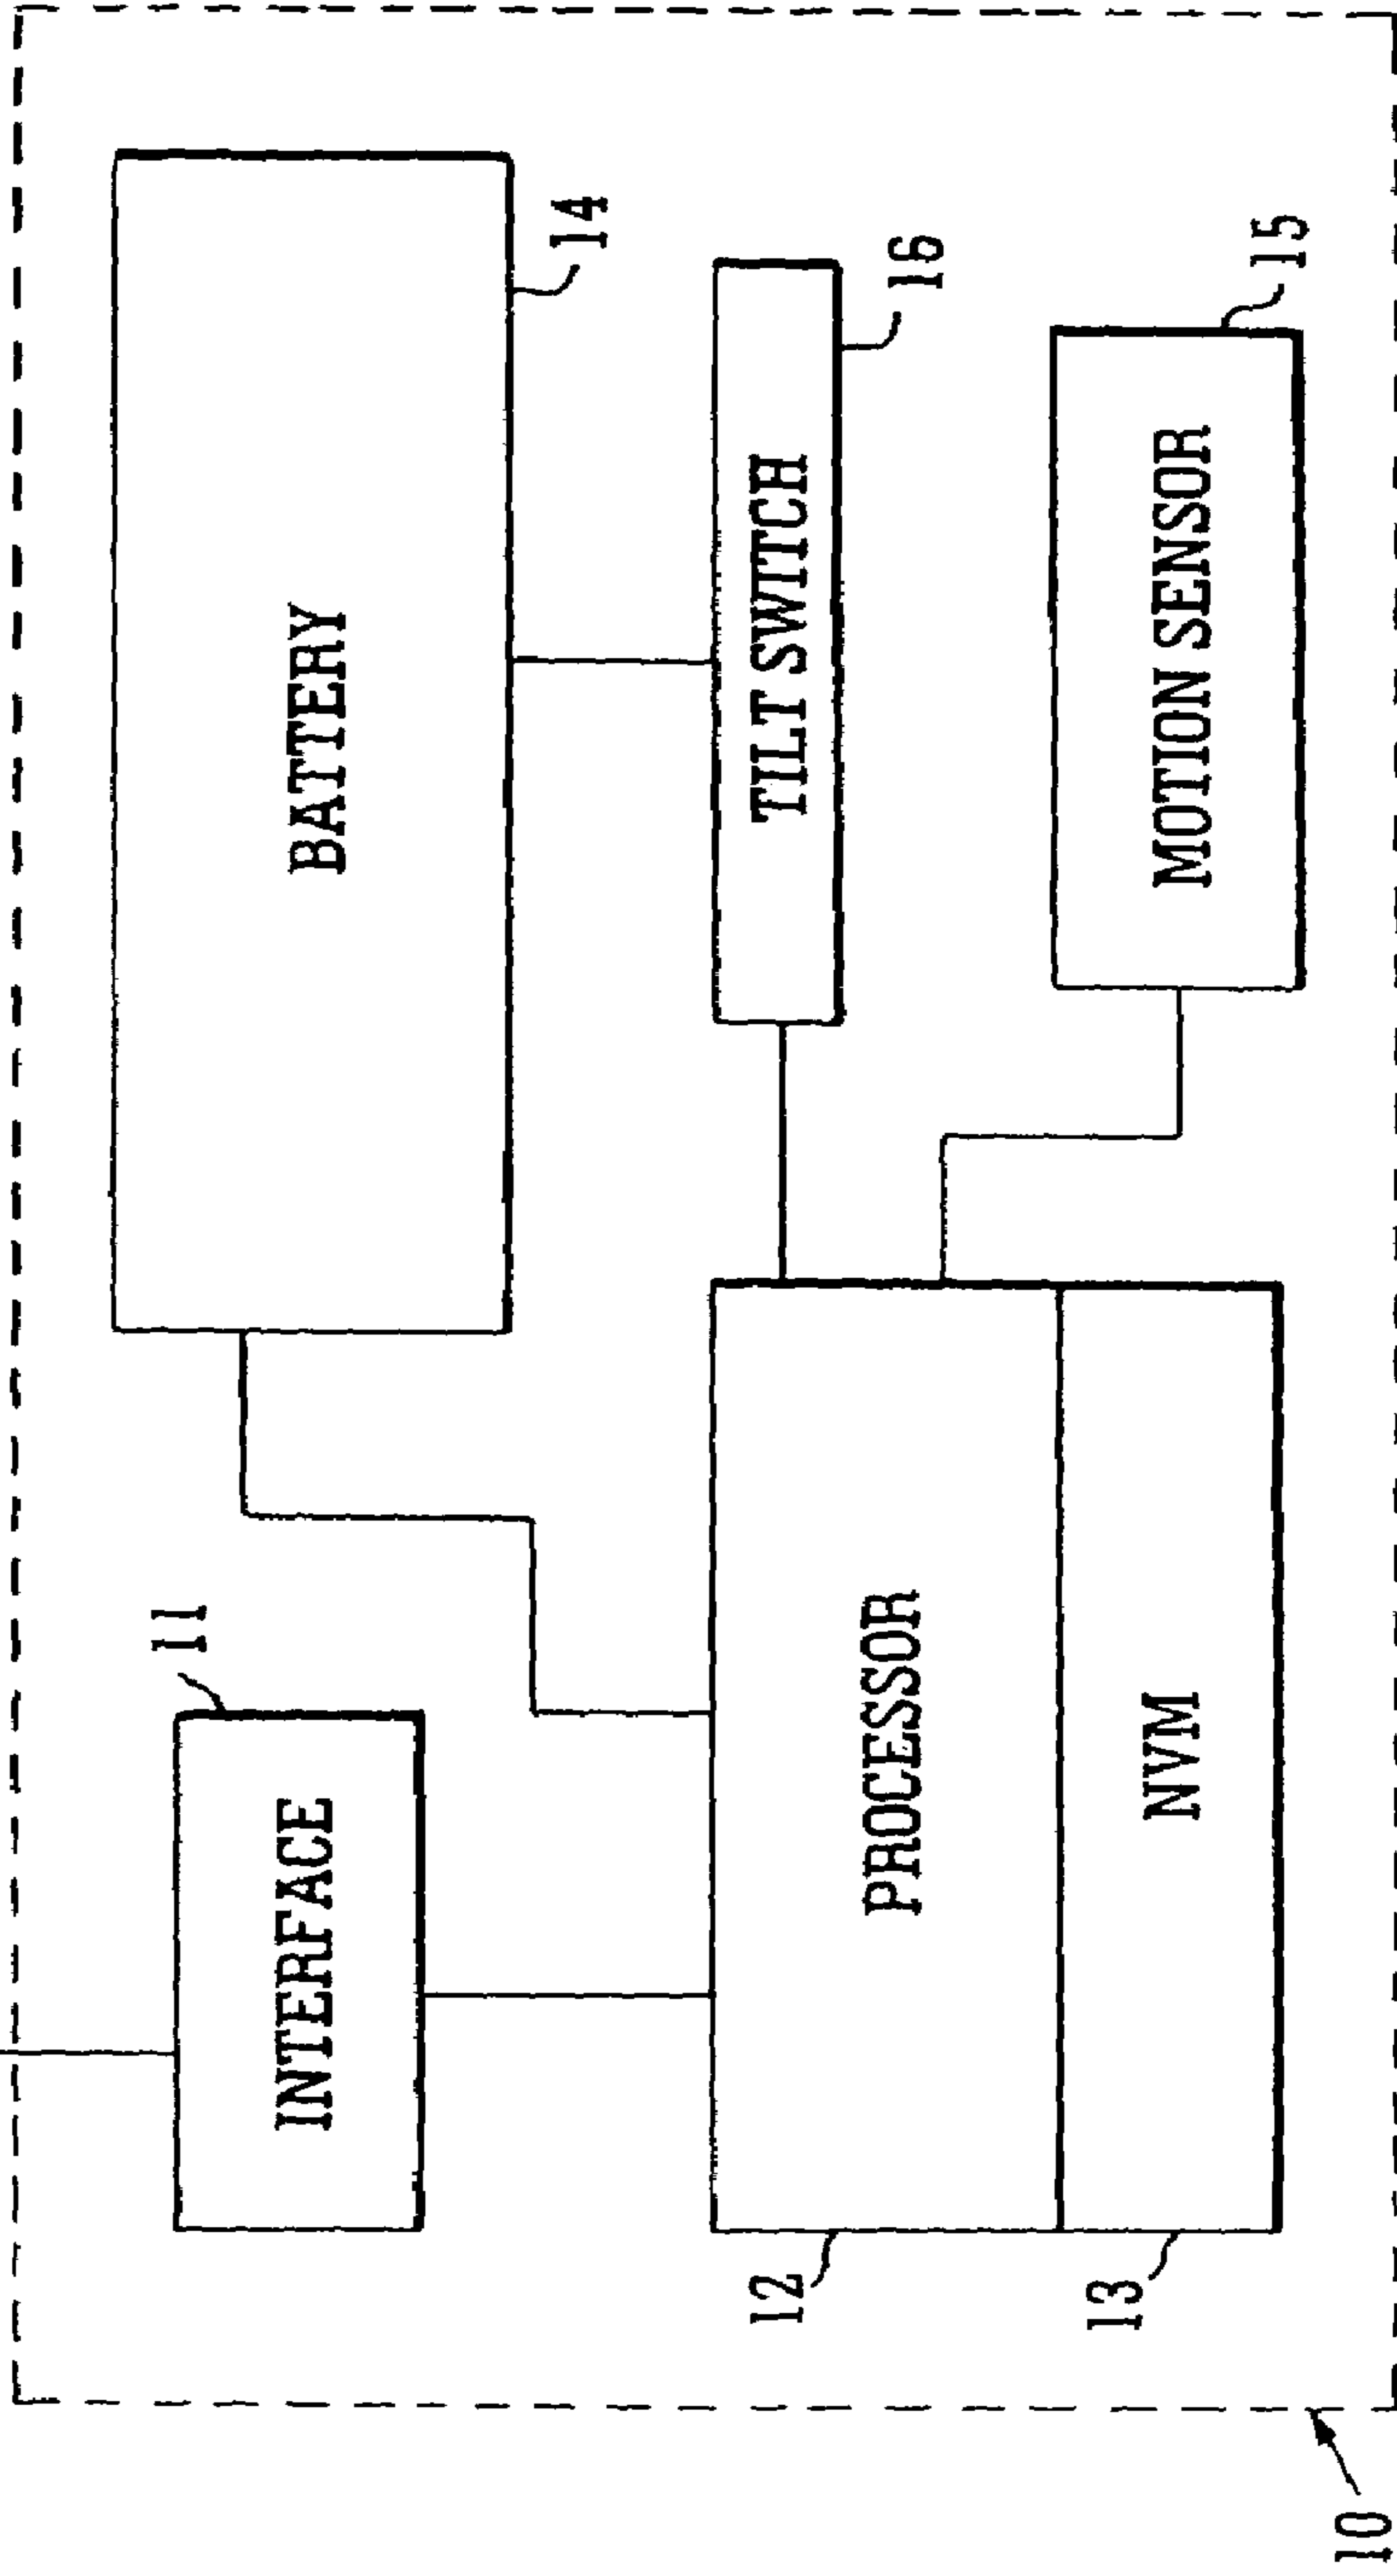 INTERFACE
11
BATTERY
14
PROCESSOR
12
NVM
13
TILT SWITCH
16
MOTION SENSOR
15
10